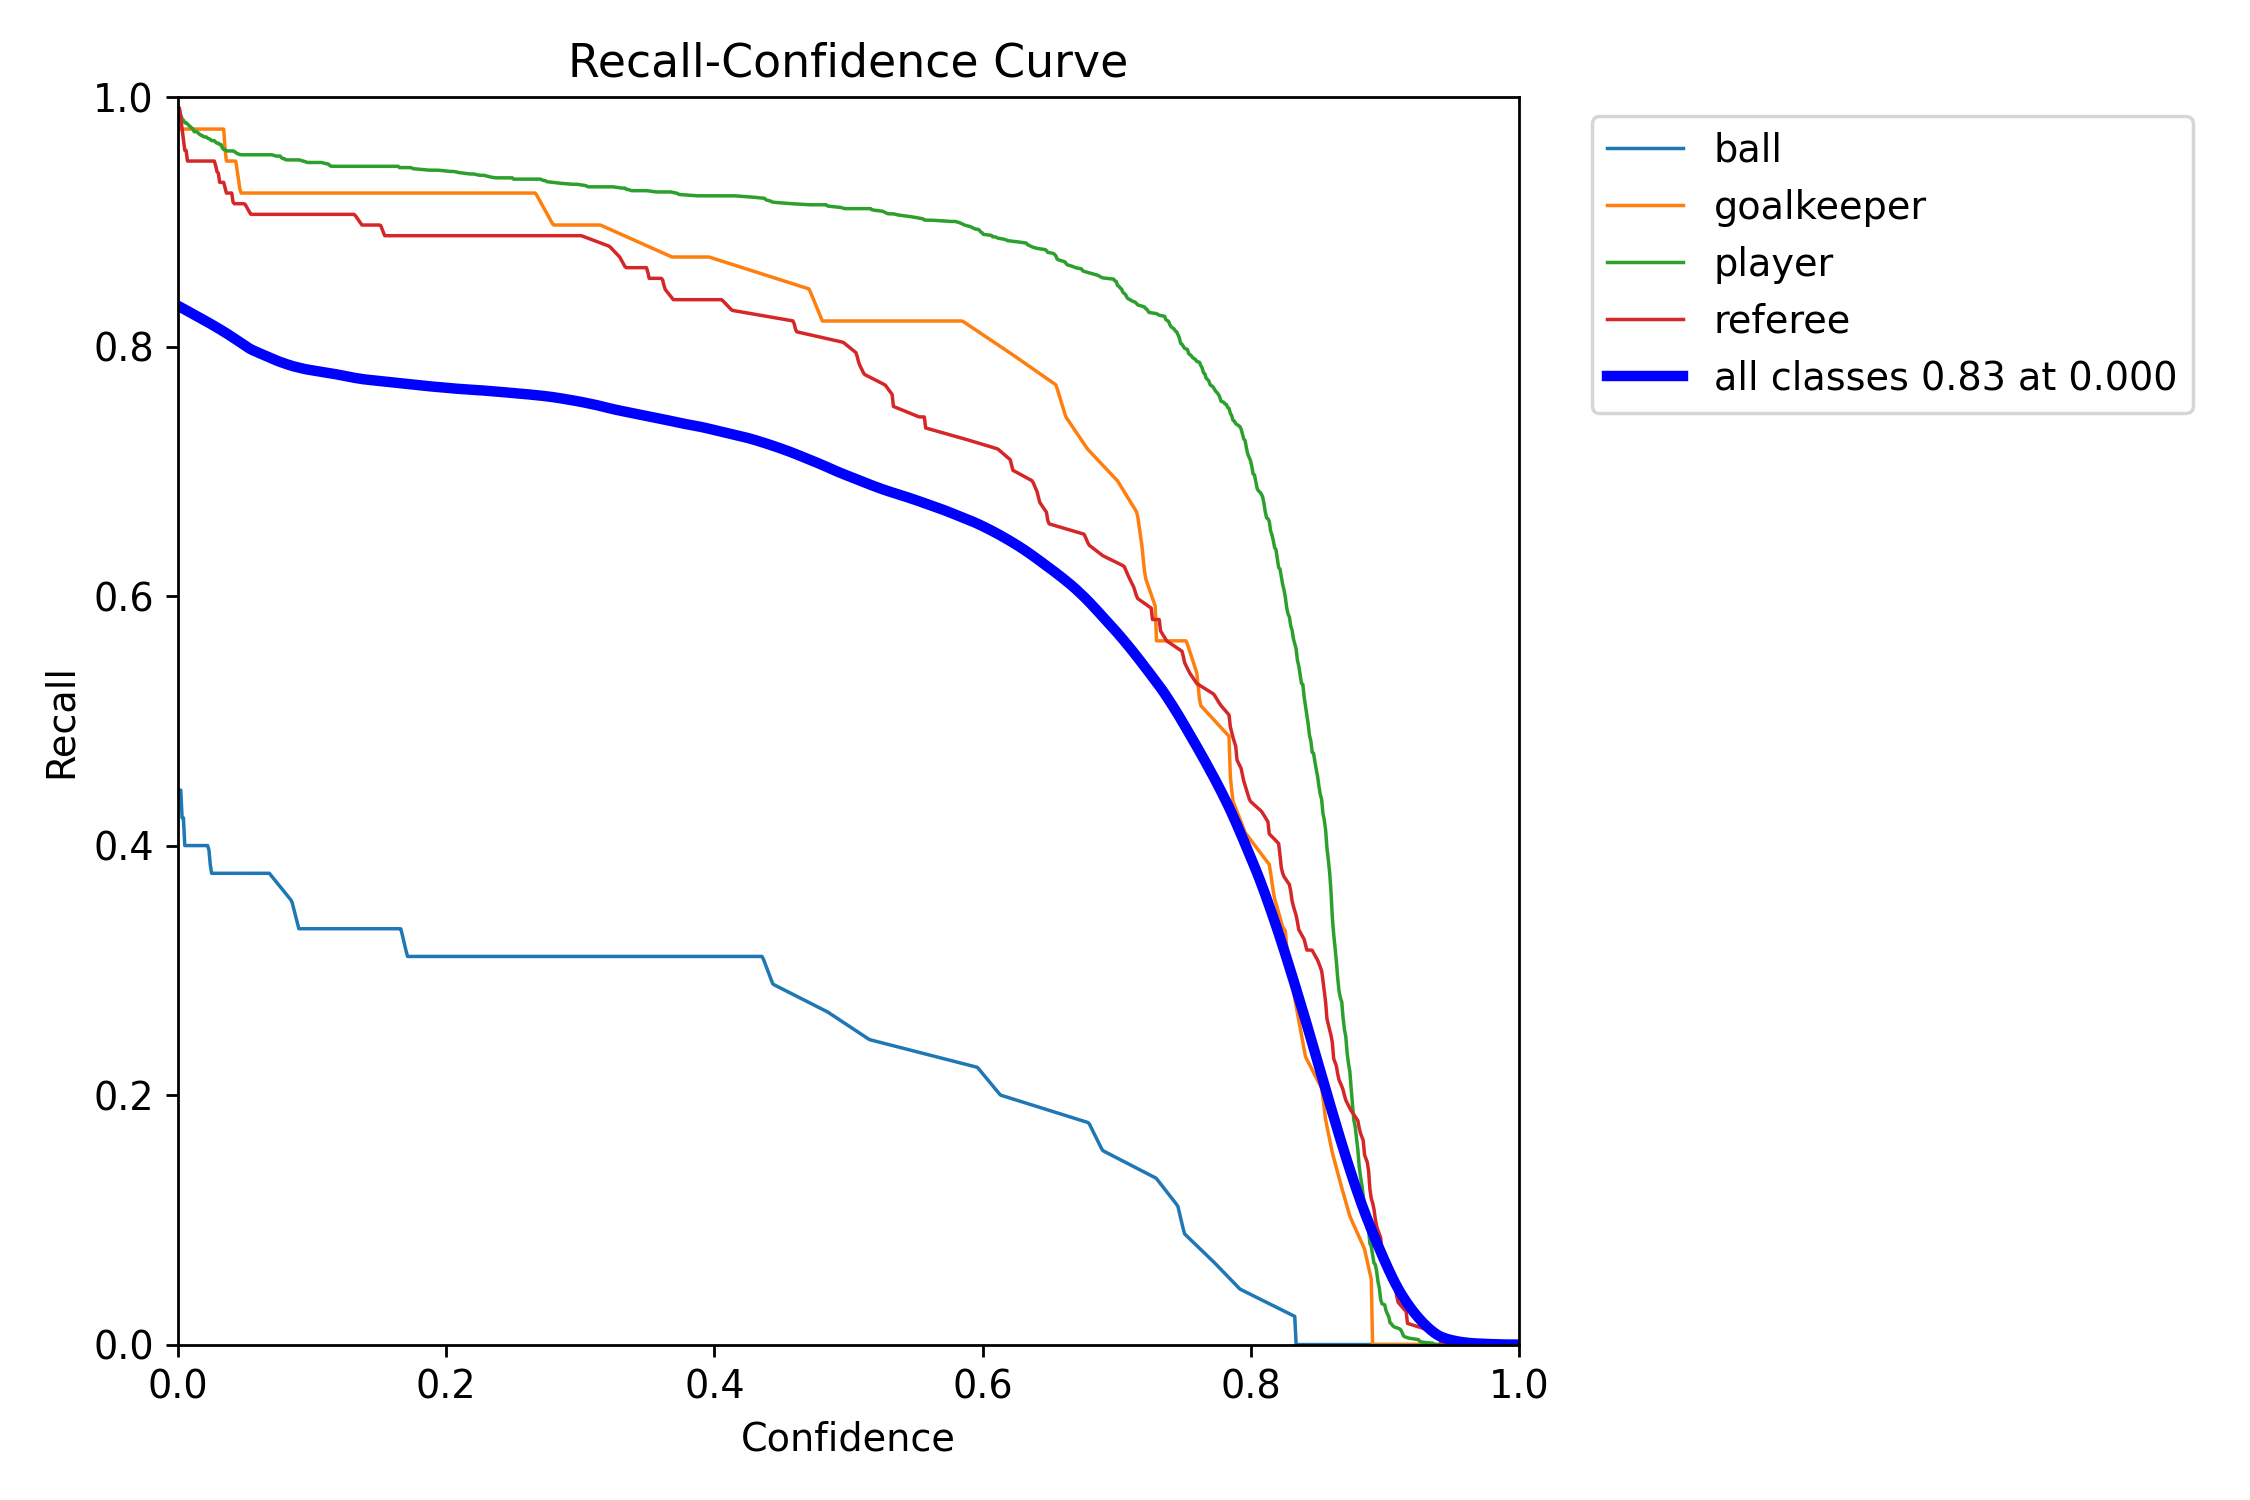 Recall-Confidence Curve
1.0
0.8
0.6
0.4
0.2
0.0
Recall
0.0 0.2 0.4 0.6 0.8 1.0
Confidence
ball
goalkeeper
player
referee
all classes 0.83 at 0.000